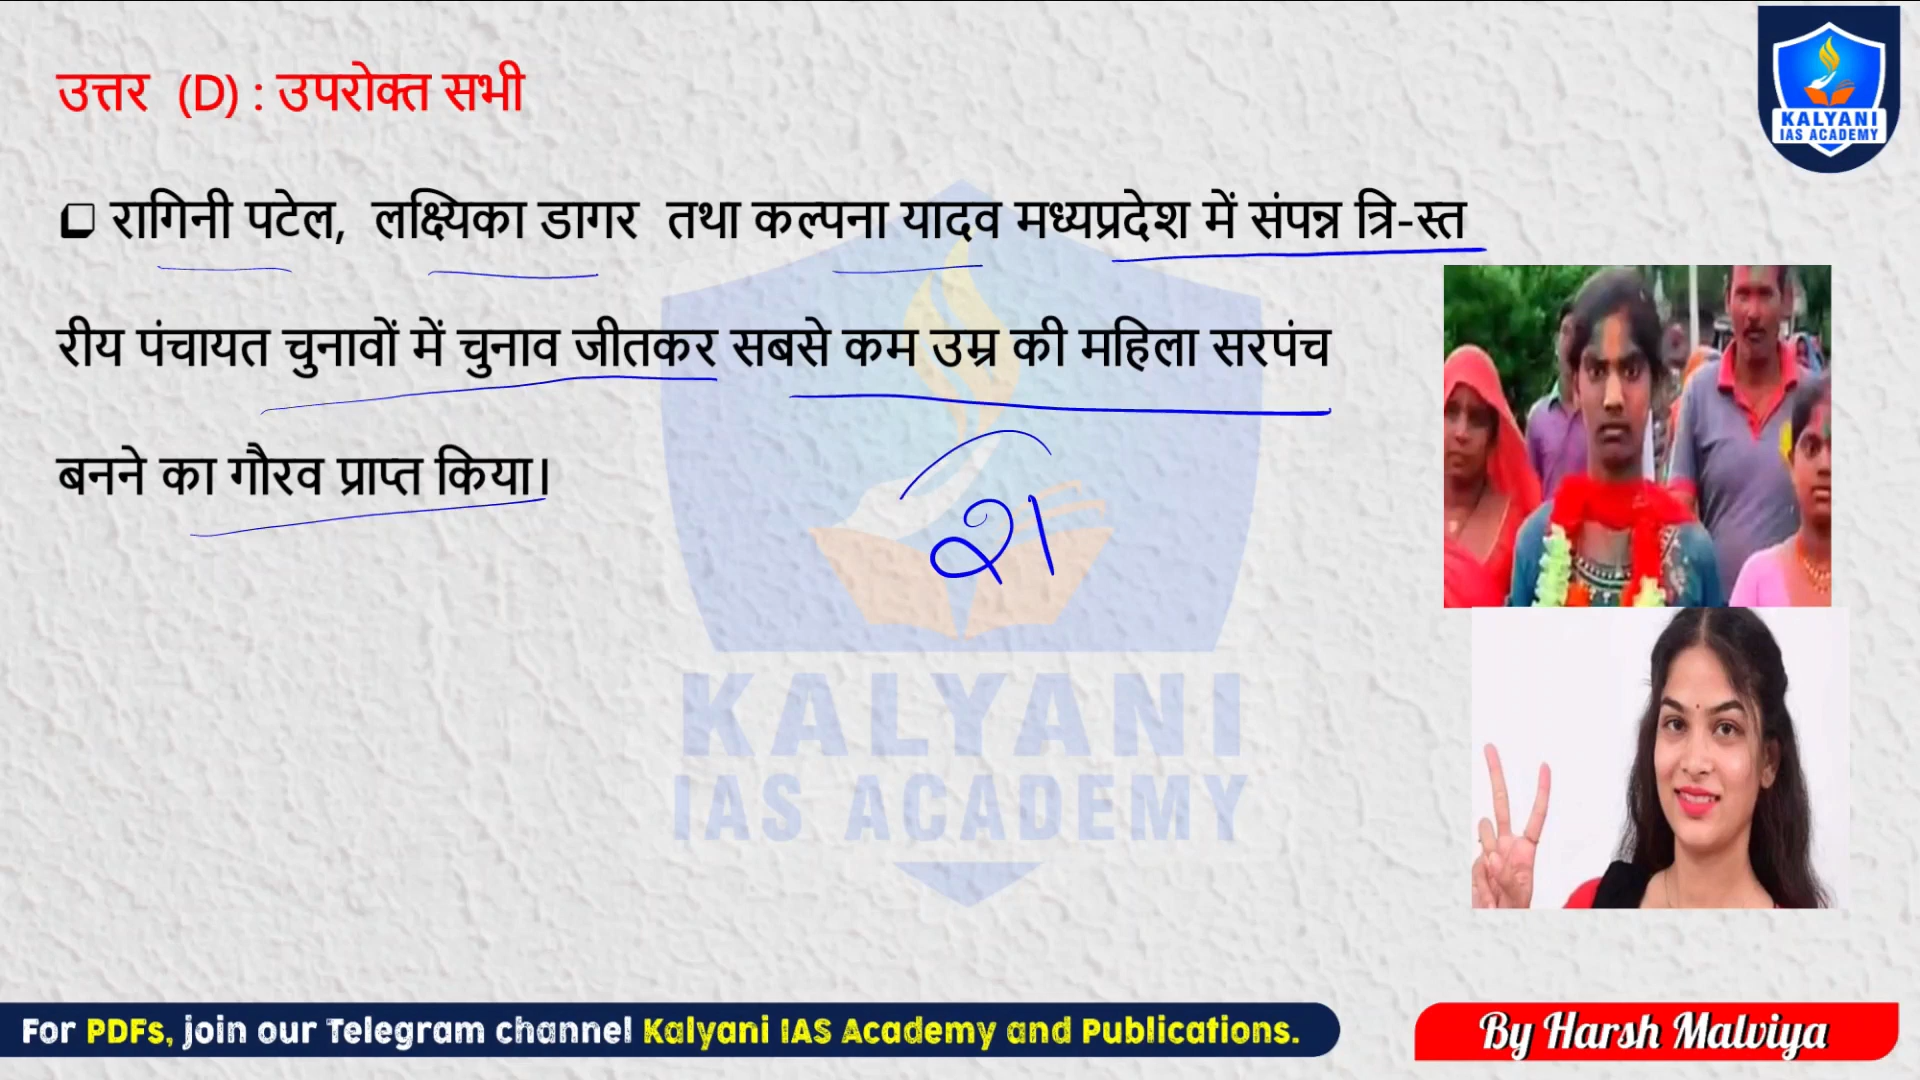 उत्तर (D) : उपरोक्त सभी
KALYANI
IAS ACADEMY
❑ रागिनी पटेल, लक्ष्यिका डागर तथा कल्पना यादव मध्यप्रदेश में संपन्न त्रि-स्त
रीय पंचायत चुनावों में चुनाव जीतकर सबसे कम उम्र की महिला सरपंच
बनने का गौरव प्राप्त किया।
२1
KALYANI
IAS ACADEMY
For PDFs, join our Telegram channel Kalyani IAS Academy and Publications.
By Harsh Malviya